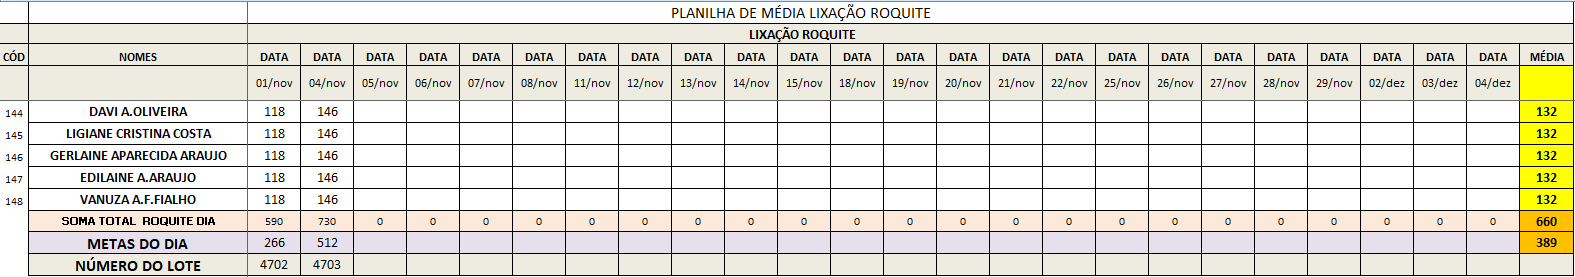 PLANILHA DE MÉDIA LIXAÇÃO ROQUITE
LIXAÇÃO ROQUITE
CÓD NOMES DATA DATA DATA DATA DATA DATA DATA DATA DATA DATA DATA DATA DATA DATA DATA DATA DATA DATA DATA DATA DATA DATA DATA DATA MÉDIA
01/nov 04/nov 05/nov 06/nov 07/nov 08/nov 11/nov 12/nov 13/nov 14/nov 15/nov 18/nov 19/nov 20/nov 21/nov 22/nov 25/nov 26/nov 27/nov 28/nov 29/nov 02/dez 03/dez 04/dez
144 DAVI A.OLIVEIRA 118 146 132
145 LIGIANE CRISTINA COSTA 118 146 132
146 GERLAINE APARECIDA ARAUJO 118 146 132
147 EDILAINE A.ARAUJO 118 146 132
148 VANUZA A.F.FIALHO 118 146 132
SOMA TOTAL ROQUITE DIA 590 730 0 0 0 0 0 0 0 0 0 0 0 0 0 0 0 0 0 0 0 0 0 0 660
METAS DO DIA 266 512 389
NÚMERO DO LOTE 4702 4703